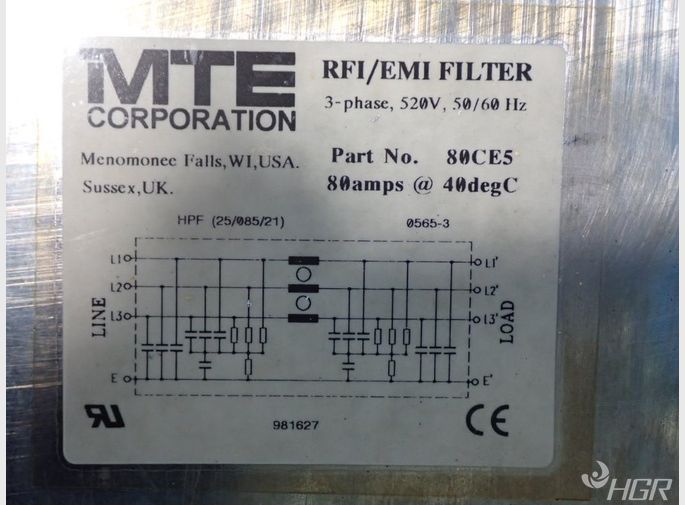 MTE
CORPORATION
RFI/EMI FILTER
3-phase, 520V, 50/60 Hz
Menomonee Falls,WI,USA.
Sussex,UK.
Part No. 80CE5
80amps @ 40degC
HPF (25/085/21)
0565-3
L1
L2
L3
E
LINE
L1'
L2'
L3'
E'
LOAD
RU
981627
CE
HGR